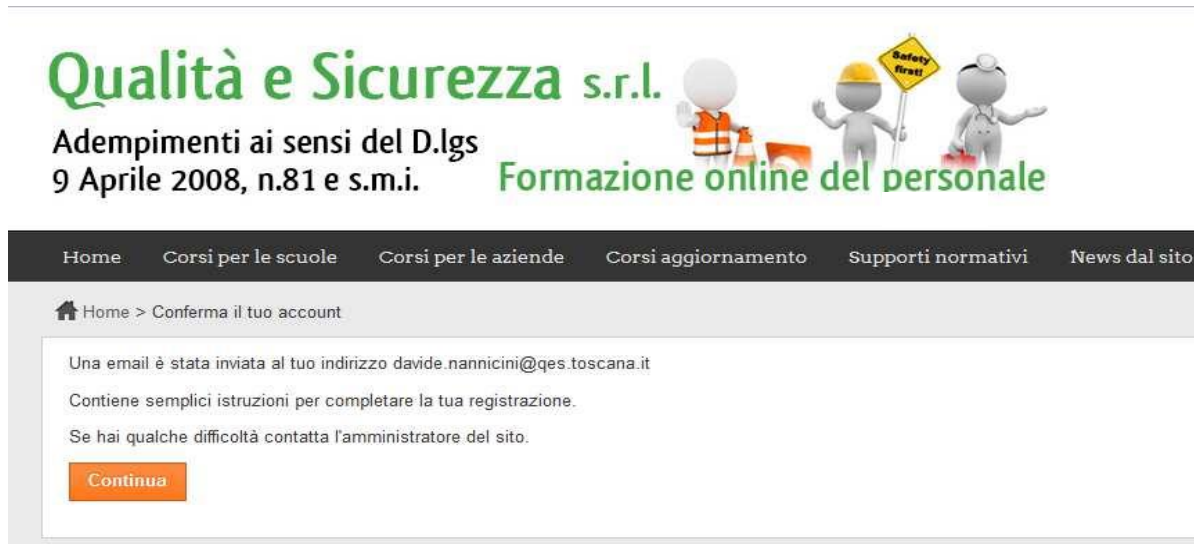 Qualità e Sicurezza s.r.l.
Safety first!
Adempimenti ai sensi del D.lgs
9 Aprile 2008, n.81 e s.m.i.
Formazione online del personale
Home Corsi per le scuole Corsi per le aziende Corsi aggiornamento Supporti normativi News dal sito
Home > Conferma il tuo account
Una email è stata inviata al tuo indirizzo davide.nannicini@qes.toscana.it
Contiene semplici istruzioni per completare la tua registrazione.
Se hai qualche difficoltà contatta l'amministratore del sito.
Continua